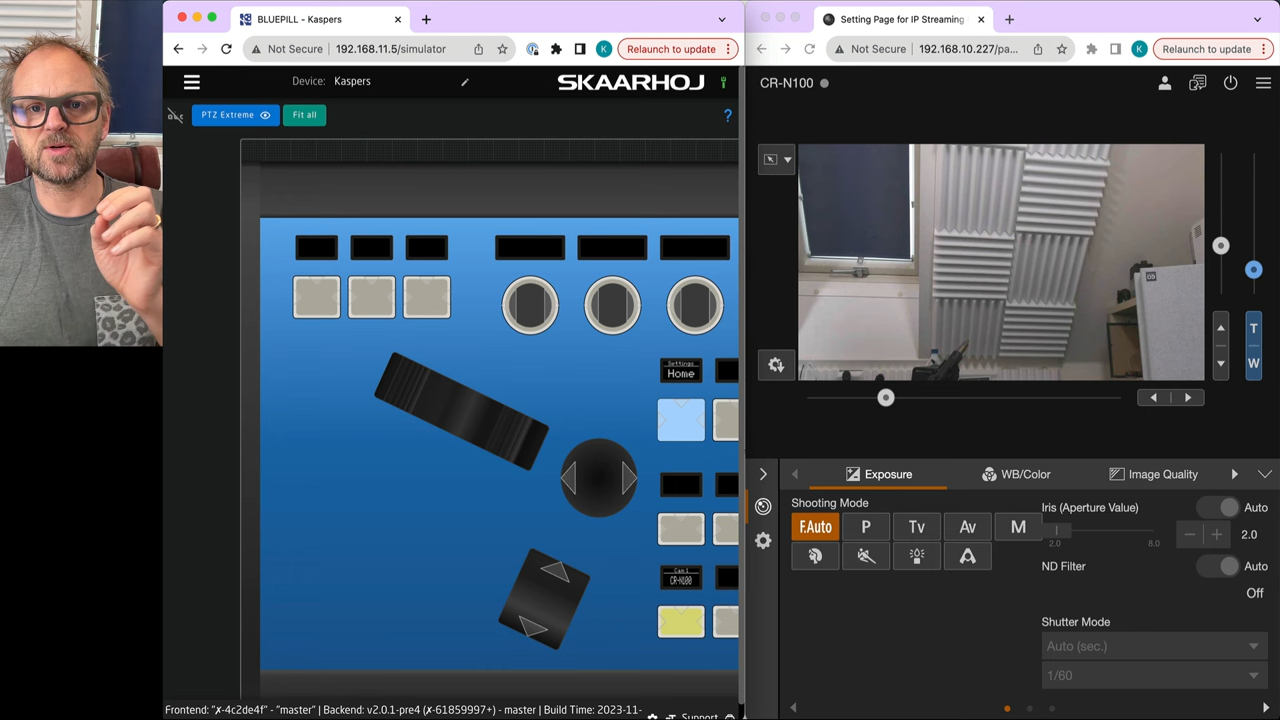 BLUEPILL - Kaspers
Not Secure
192.168.11.5/simulator
K
Relaunch to update
Device:
Kaspers
SKAARHOJ
PTZ Extreme
Fit all
?
Settings
Home
Cam 1
CR-N100
Frontend: "✗-4c2de4f" - "master" | Backend: v2.0.1-pre4 (✗-61859997+) - master | Build Time: 2023-11-
Support
Setting Page for IP Streaming
Not Secure
192.168.10.227/pa...
K
Relaunch to update
CR-N100
T
W
Exposure
WB/Color
Image Quality
Shooting Mode
F.Auto
P
Tv
Av
M
Iris (Aperture Value)
Auto
2.0
8.0
2.0
ND Filter
Auto
Off
Shutter Mode
Auto (sec.)
1/60